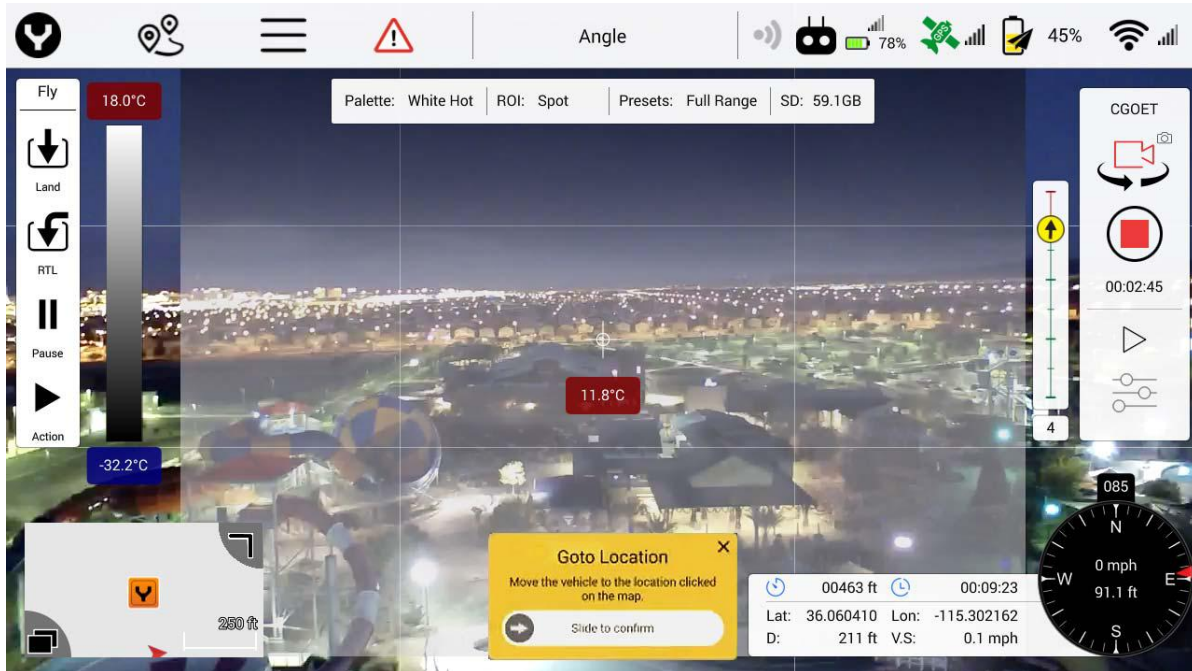 Angle
78%
GPS
45%
Fly
Land
RTL
Pause
Action
18.0°C
-32.2°C
Palette: White Hot ROI: Spot Presets: Full Range SD: 59.1GB
11.8°C
CGOET
00:02:45
4
085
N
W
E
S
0 mph
91.1 ft
250 ft
Goto Location
Move the vehicle to the location clicked
on the map.
Slide to confirm
00463 ft 00:09:23
Lat: 36.060410 Lon: -115.302162
D: 211 ft V.S: 0.1 mph